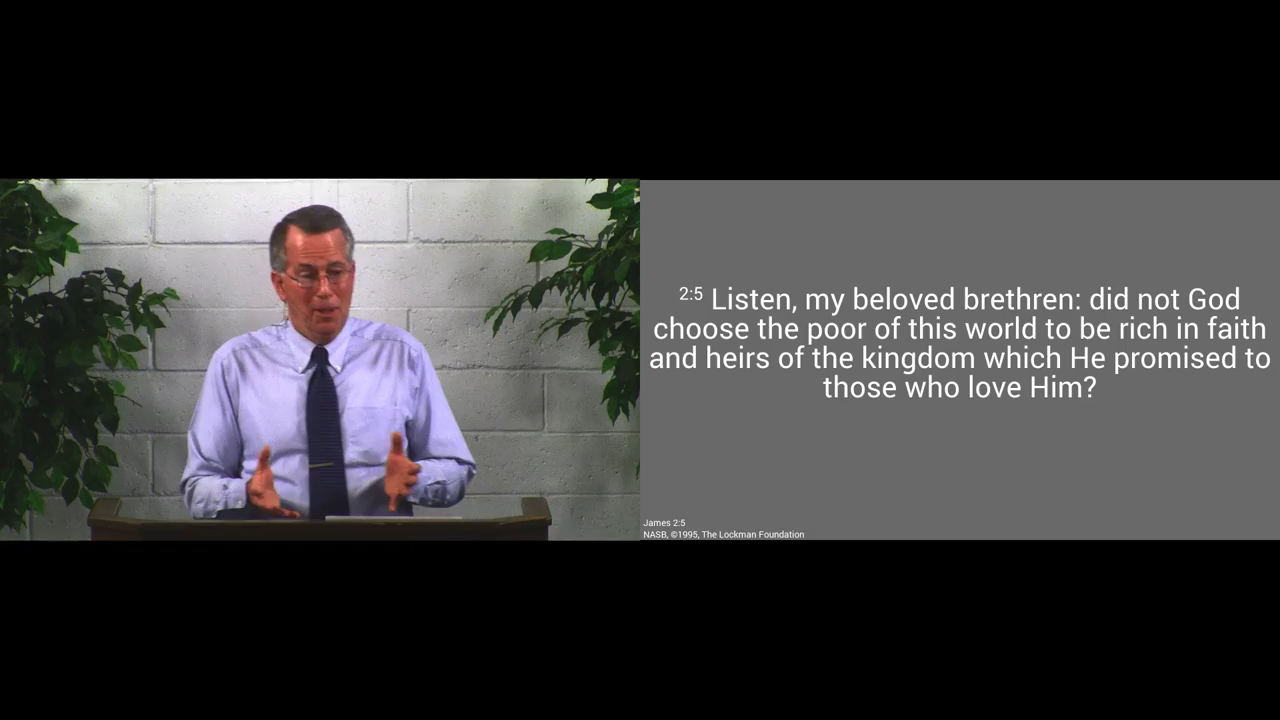 2:5 Listen, my beloved brethren: did not God
choose the poor of this world to be rich in faith
and heirs of the kingdom which He promised to
those who love Him?
James 2:5
NASB, ©1995, The Lockman Foundation